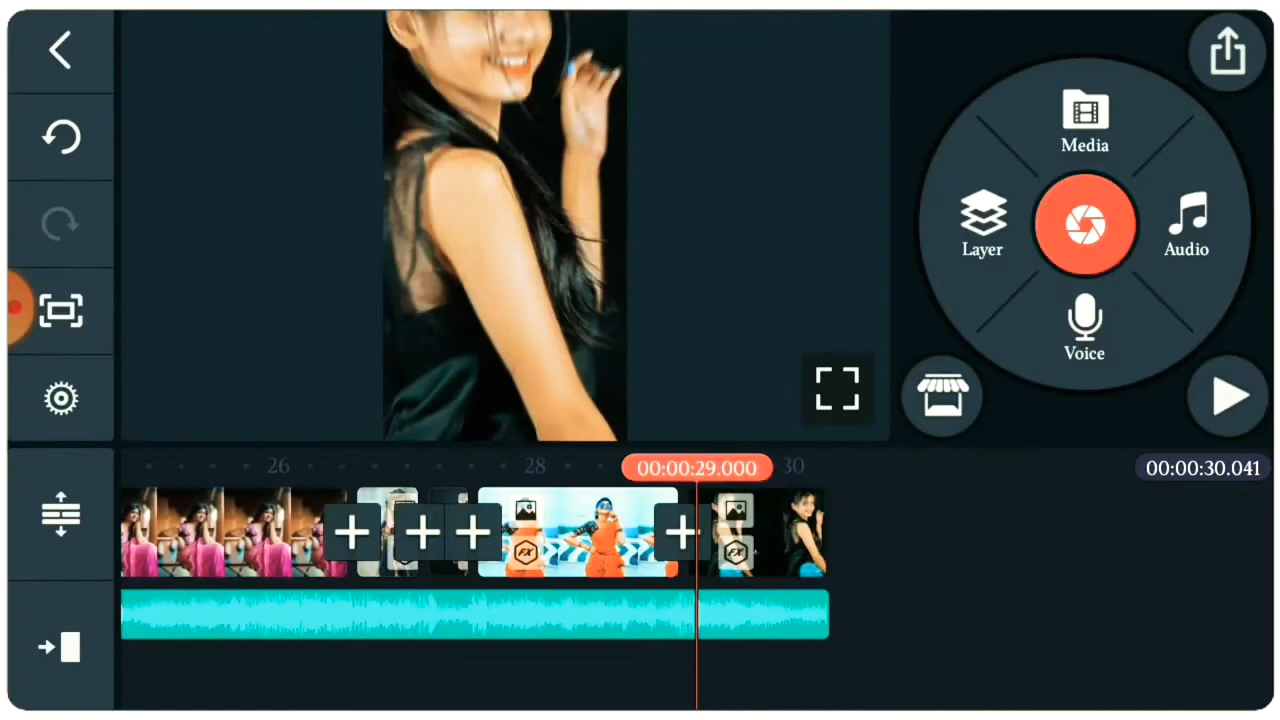 Media
Layer
Audio
Voice
26
28
00:00:29.000
30
00:00:30.041
FX
FX